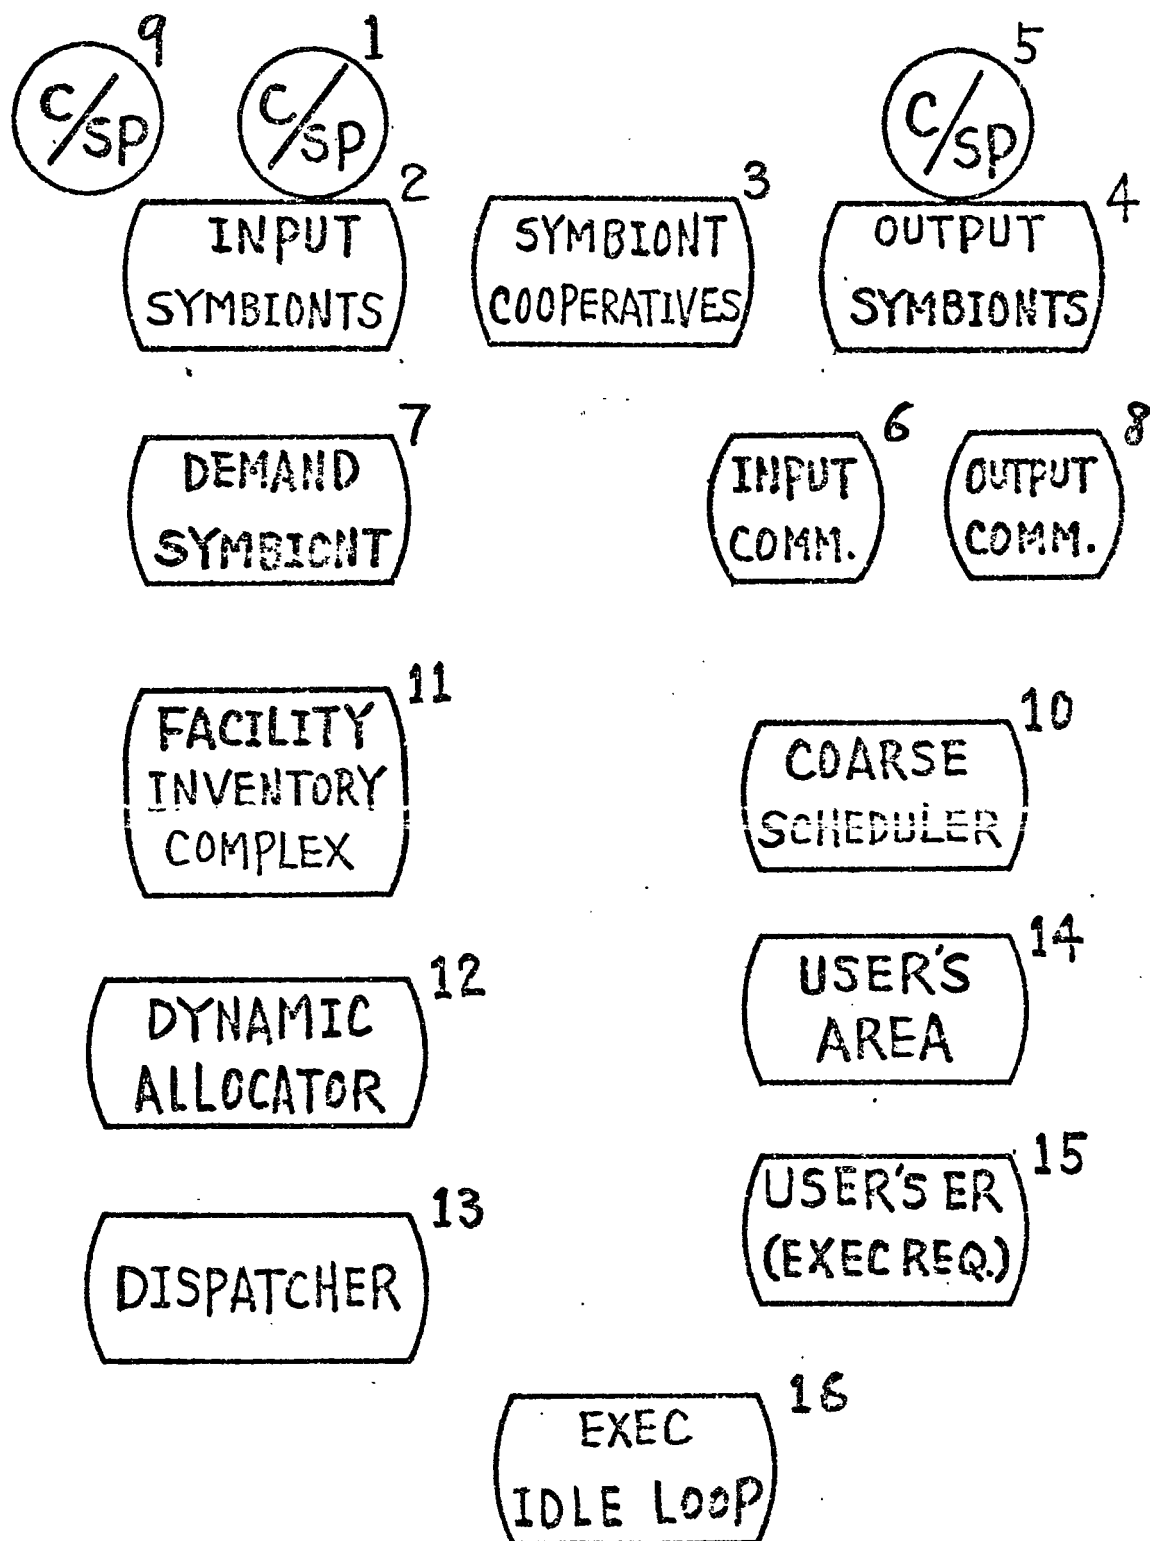 9
C/SP
1
C/SP
5
C/SP
2
INPUT
SYMBIONTS
3
SYMBIONT
COOPERATIVES
4
OUTPUT
SYMBIONTS
7
DEMAND
SYMBIONT
6
INPUT
COMM.
8
OUTPUT
COMM.
11
FACILITY
INVENTORY
COMPLEX
10
COARSE
SCHEDULER
12
DYNAMIC
ALLOCATOR
14
USER'S
AREA
13
DISPATCHER
15
USER'S ER
(EXEC REQ.)
16
EXEC
IDLE LOOP